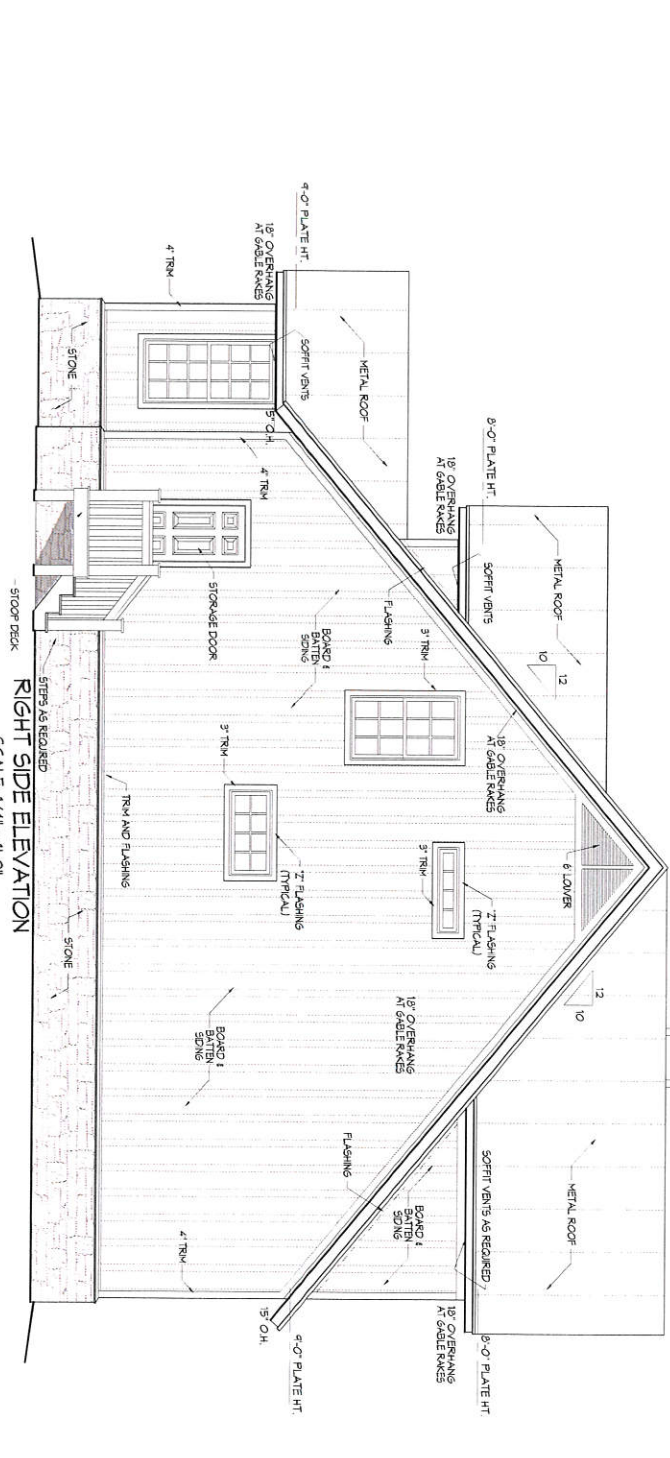 METAL ROOF
12
10
6' LOUVER
12
10
METAL ROOF
8'-0" PLATE HT.
SOFFIT VENTS
18" OVERHANG
AT GABLE RAKES
18" OVERHANG
AT GABLE RAKES
3" TRIM
"Z" FLASHING
(TYPICAL)
SOFFIT VENTS AS REQUIRED
8'-0" PLATE HT.
18" OVERHANG
AT GABLE RAKES
METAL ROOF
FLASHING
3" TRIM
18" OVERHANG
AT GABLE RAKES
BOARD &
BATTEN
SIDING
FLASHING
9'-0" PLATE HT.
SOFFIT VENTS
18" OVERHANG
AT GABLE RAKES
15" O.H.
4" TRIM
BOARD &
BATTEN
SIDING
"Z" FLASHING
(TYPICAL)
3" TRIM
9'-0" PLATE HT.
15" O.H.
4" TRIM
STORAGE DOOR
BOARD &
BATTEN
SIDING
4" TRIM
TRIM AND FLASHING
STONE
STONE
STEPS AS REQUIRED
STOOP DECK
RIGHT SIDE ELEVATION